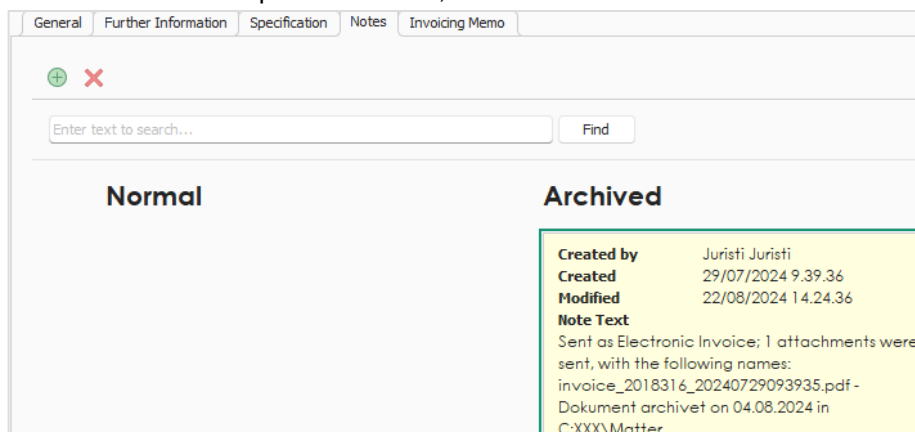 General Further Information Specification Notes Invoicing Memo
Enter text to search... Find
Normal Archived
Created by Juristi Juristi
Created 29/07/2024 9.39.36
Modified 22/08/2024 14.24.36
Note Text
Sent as Electronic Invoice; 1 attachments were
sent, with the following names:
invoice_2018316_20240729093935.pdf -
Dokument archivet on 04.08.2024 in
C:XXX\Matter